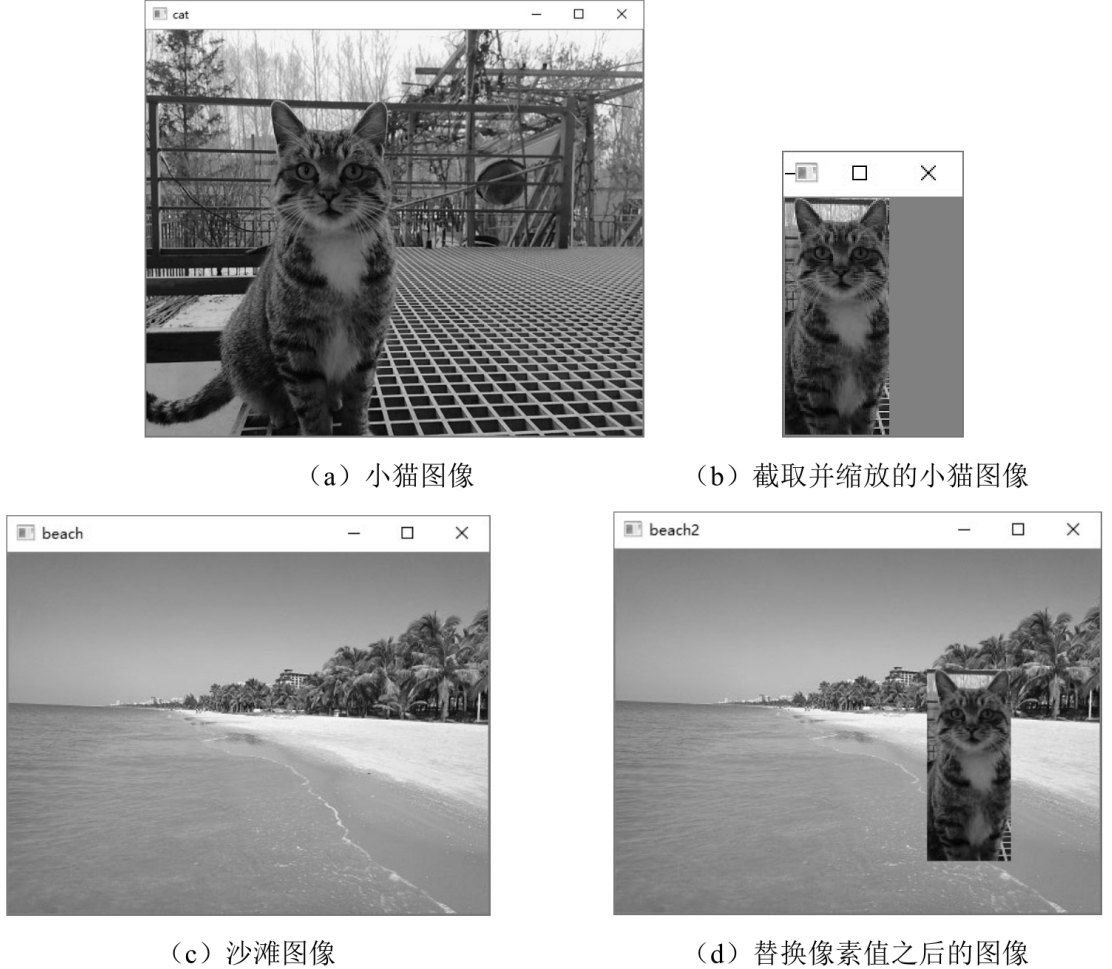 cat
（a）小猫图像
（b）截取并缩放的小猫图像
beach
beach2
（c）沙滩图像
（d）替换像素值之后的图像